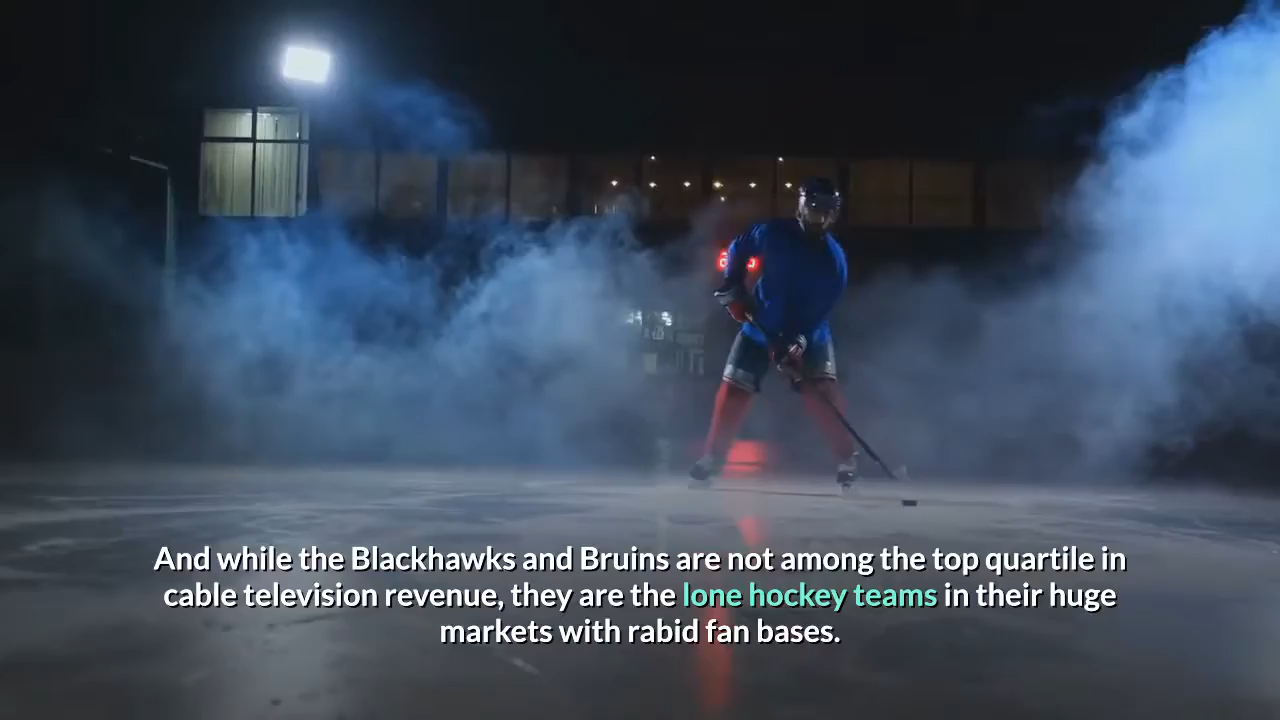 And while the Blackhawks and Bruins are not among the top quartile in
cable television revenue, they are the lone hockey teams in their huge
markets with rabid fan bases.